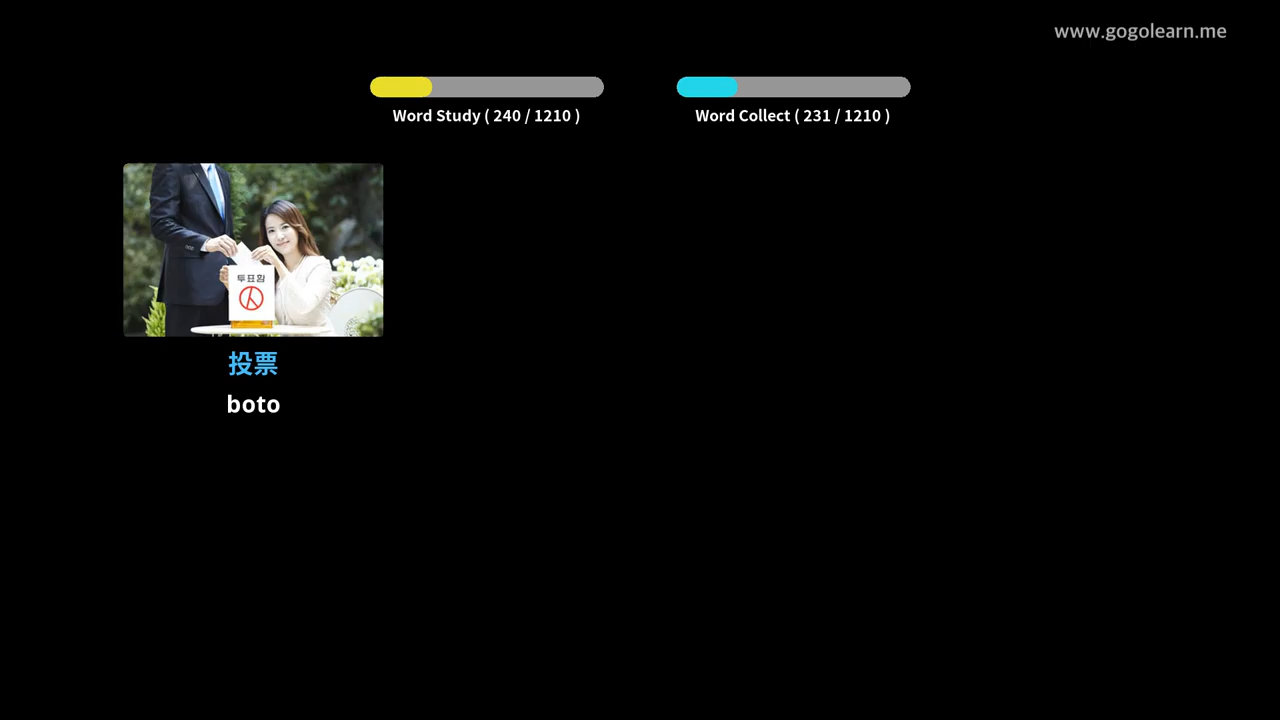 www.gogolearn.me
Word Study ( 240 / 1210 )
Word Collect ( 231 / 1210 )
투표함
投票
boto